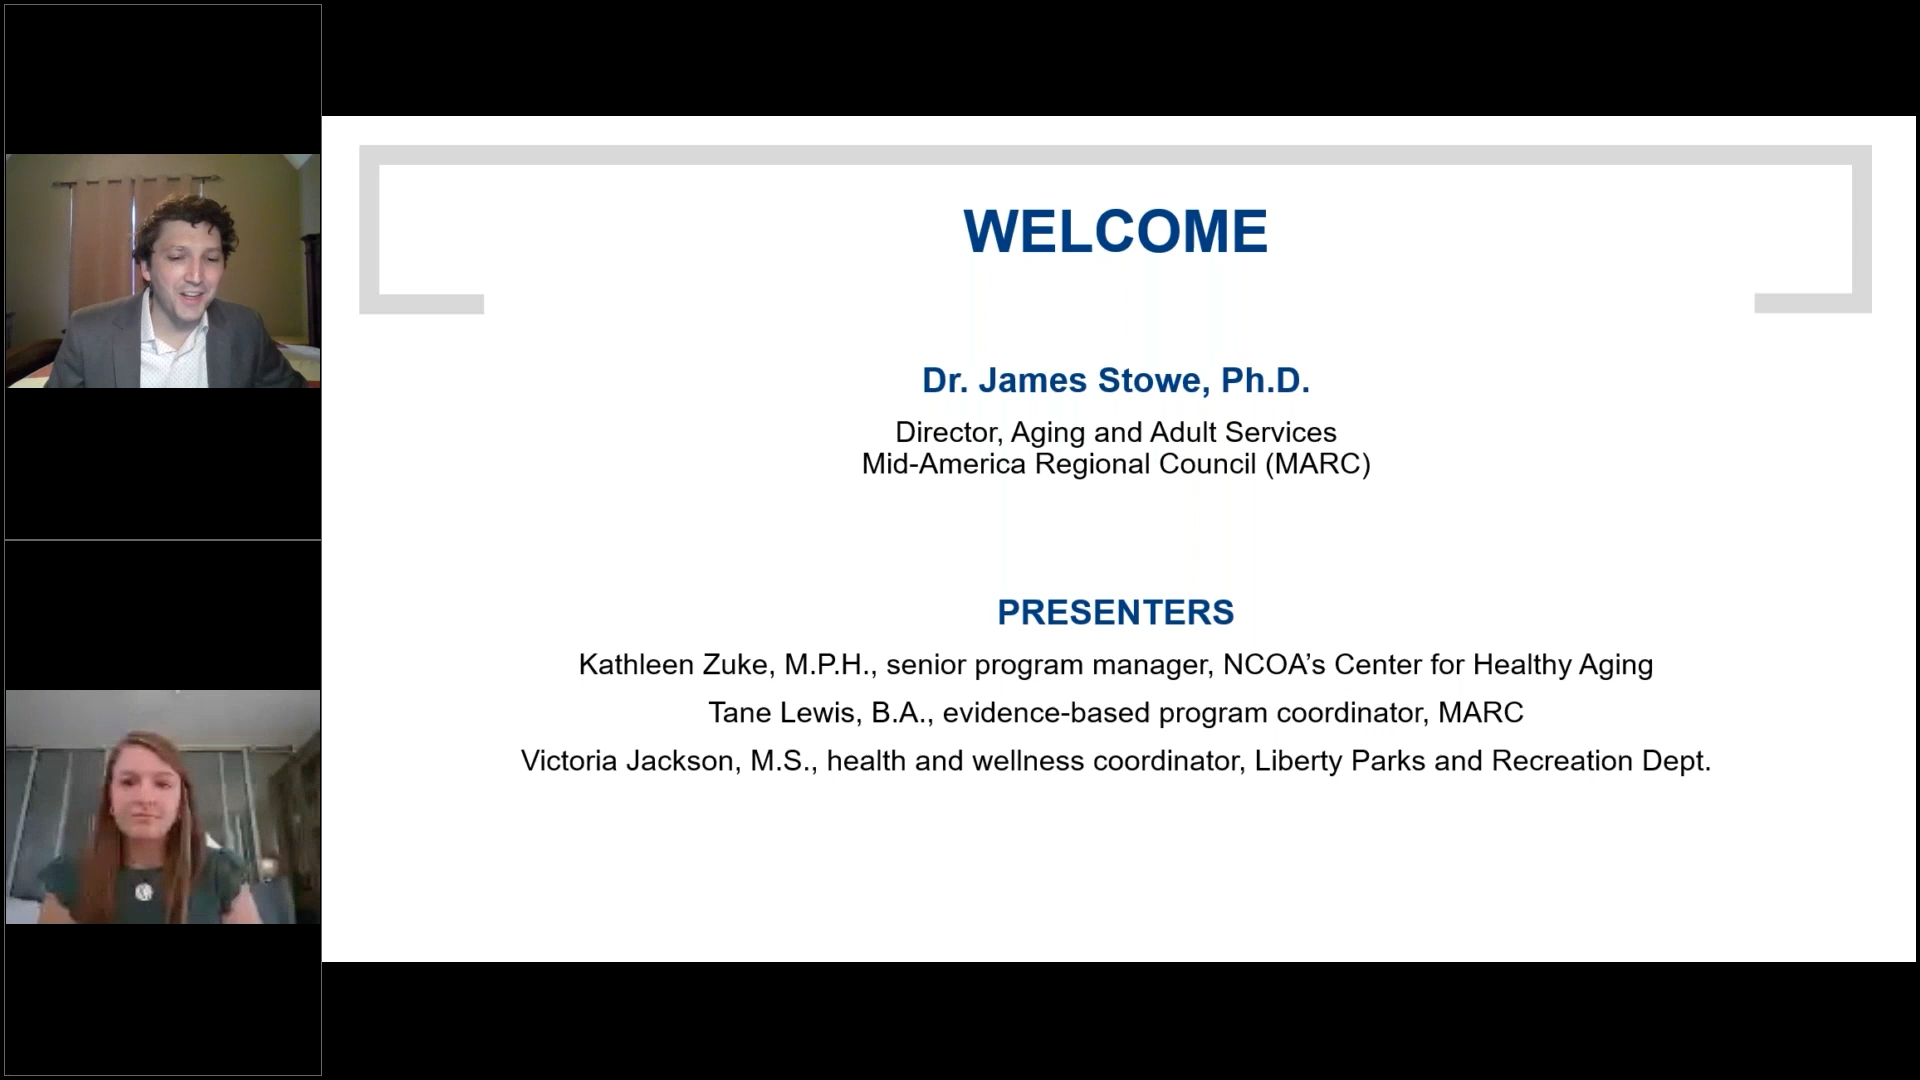 WELCOME
Dr. James Stowe, Ph.D.
Director, Aging and Adult Services
Mid-America Regional Council (MARC)
PRESENTERS
Kathleen Zuke, M.P.H., senior program manager, NCOA’s Center for Healthy Aging
Tane Lewis, B.A., evidence-based program coordinator, MARC
Victoria Jackson, M.S., health and wellness coordinator, Liberty Parks and Recreation Dept.